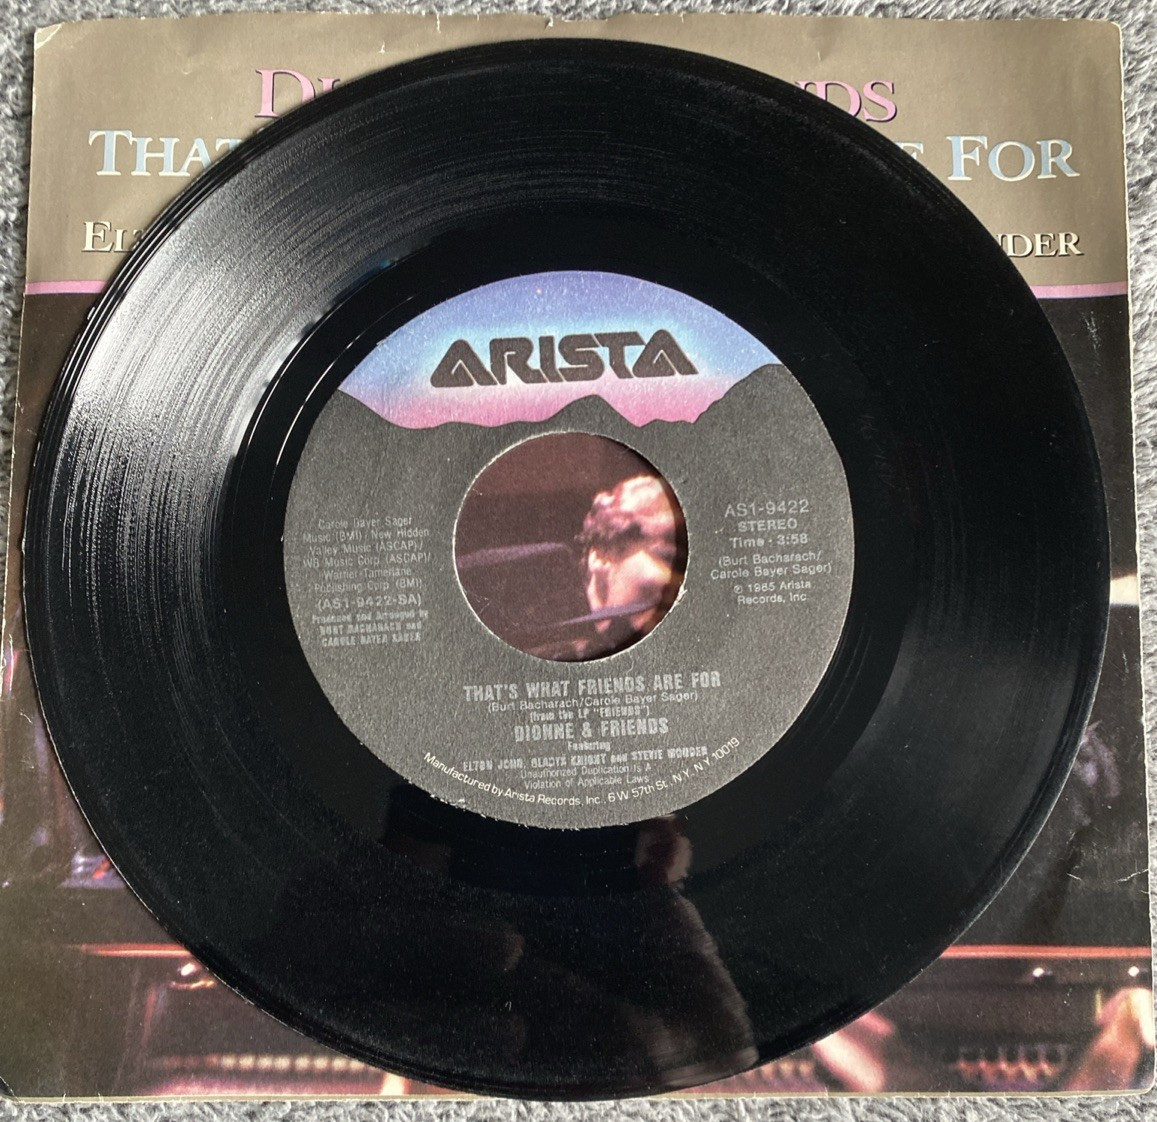 DI NDS
THAT FOR
EL NDER
ARISTA
Carole Bayer Sager
Music (BMI) / New Hidden
Valley Music (ASCAP)/
WB Music Corp. (ASCAP)/
Warner-Tamerlane
Publishing Corp. (BMI)
(AS1-9422-SA)
Produced and Arranged by
BURT BACHARACH and
CAROLE BAYER SAGER
AS1-9422
STEREO
Time - 3:58
(Burt Bacharach/
Carole Bayer Sager)
℗ 1985 Arista
Records, Inc.
THAT'S WHAT FRIENDS ARE FOR
(Burt Bacharach/Carole Bayer Sager)
(from the LP "FRIENDS")
DIONNE & FRIENDS
Featuring
ELTON JOHN, GLADYS KNIGHT AND STEVIE WONDER
Unauthorized Duplication Is A
Violation of Applicable Laws
Manufactured by Arista Records, Inc., 6 W. 57th St., N.Y., N.Y. 10019